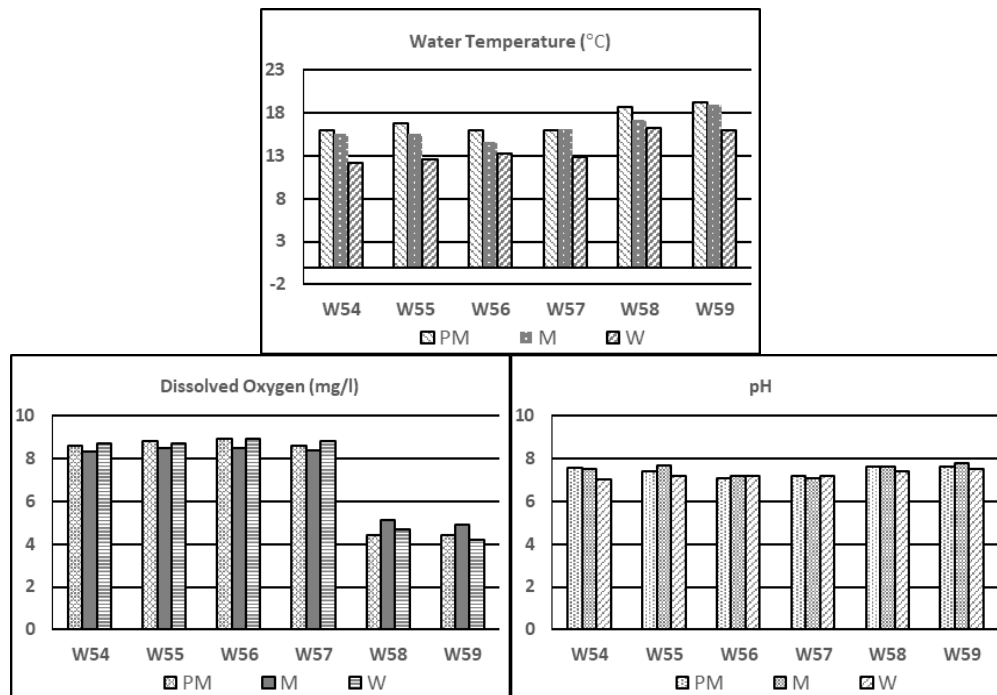 Water Temperature (°C)
23
18
13
8
3
-2
W54 W55 W56 W57 W58 W59
PM M W
Dissolved Oxygen (mg/l)
10
8
6
4
2
0
W54 W55 W56 W57 W58 W59
PM M W
pH
10
8
6
4
2
0
W54 W55 W56 W57 W58 W59
PM M W